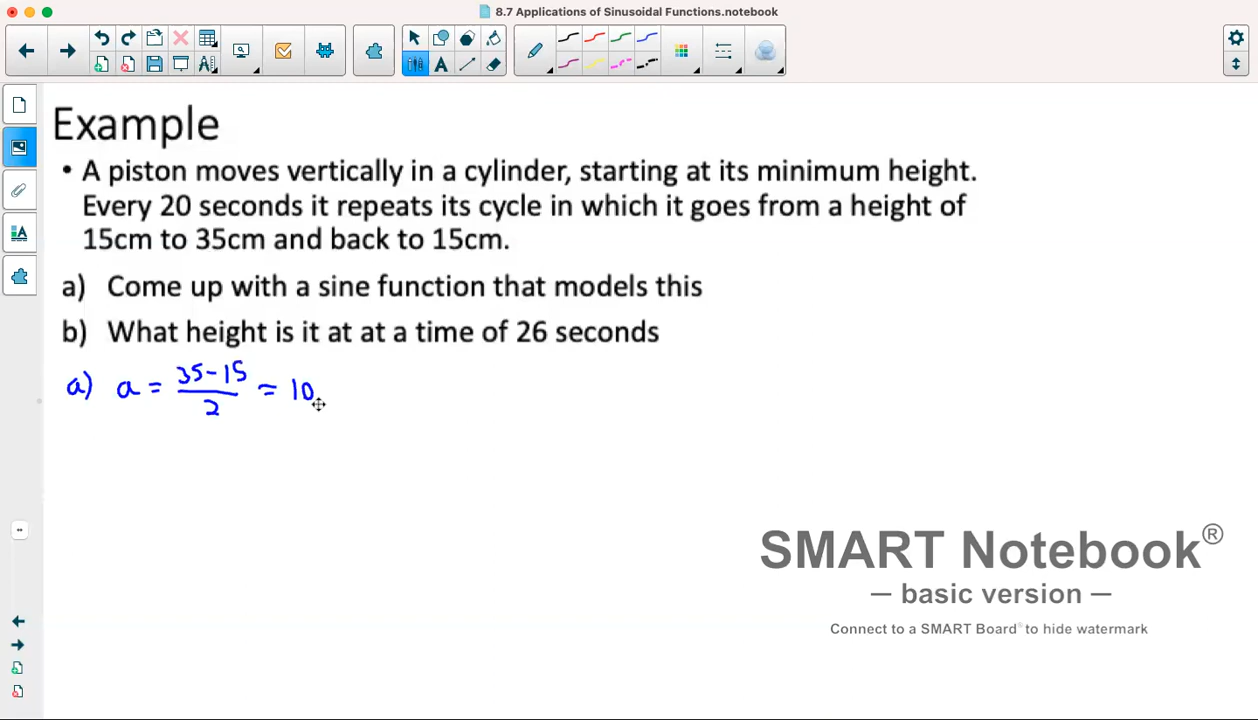 8.7 Applications of Sinusoidal Functions.notebook
Example
• A piston moves vertically in a cylinder, starting at its minimum height.
Every 20 seconds it repeats its cycle in which it goes from a height of
15cm to 35cm and back to 15cm.
a) Come up with a sine function that models this
b) What height is it at at a time of 26 seconds
a) a = (35-15)/2 = 10
SMART Notebook®
— basic version —
Connect to a SMART Board® to hide watermark